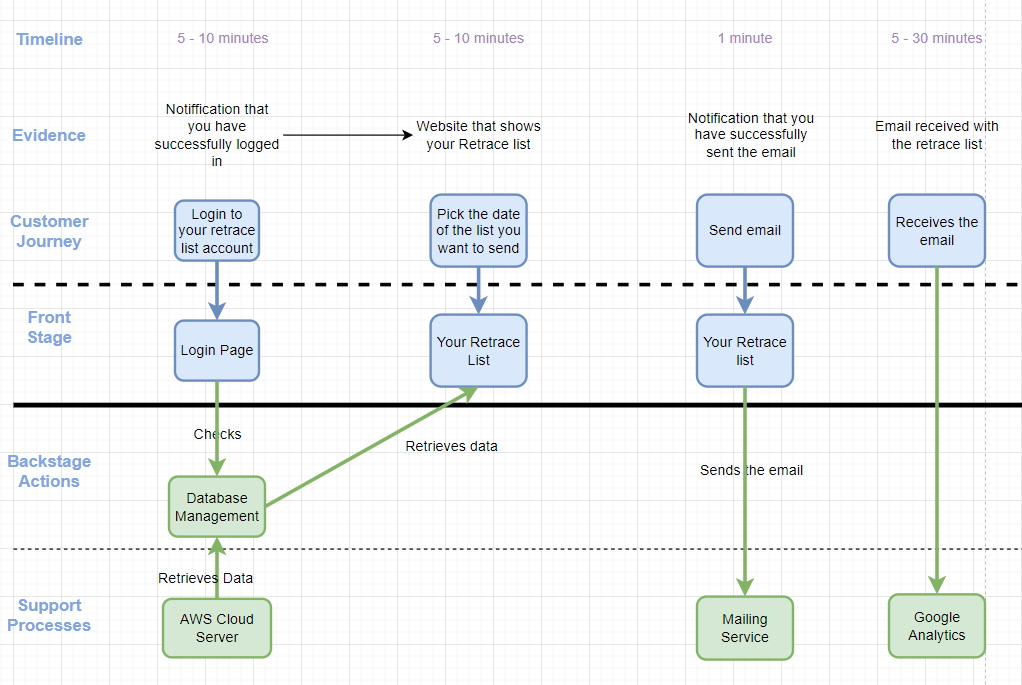 Timeline
5 - 10 minutes
5 - 10 minutes
1 minute
5 - 30 minutes
Evidence
Notiffication that
you have
successfully logged
in
Website that shows
your Retrace list
Notification that you
have successfully
sent the email
Email received with
the retrace list
Customer
Journey
Login to
your retrace
list account
Pick the date
of the list you
want to send
Send email
Receives the
email
Front
Stage
Login Page
Your Retrace
List
Your Retrace
list
Backstage
Actions
Checks
Retrieves data
Sends the email
Database
Management
Retrieves Data
Support
Processes
AWS Cloud
Server
Mailing
Service
Google
Analytics